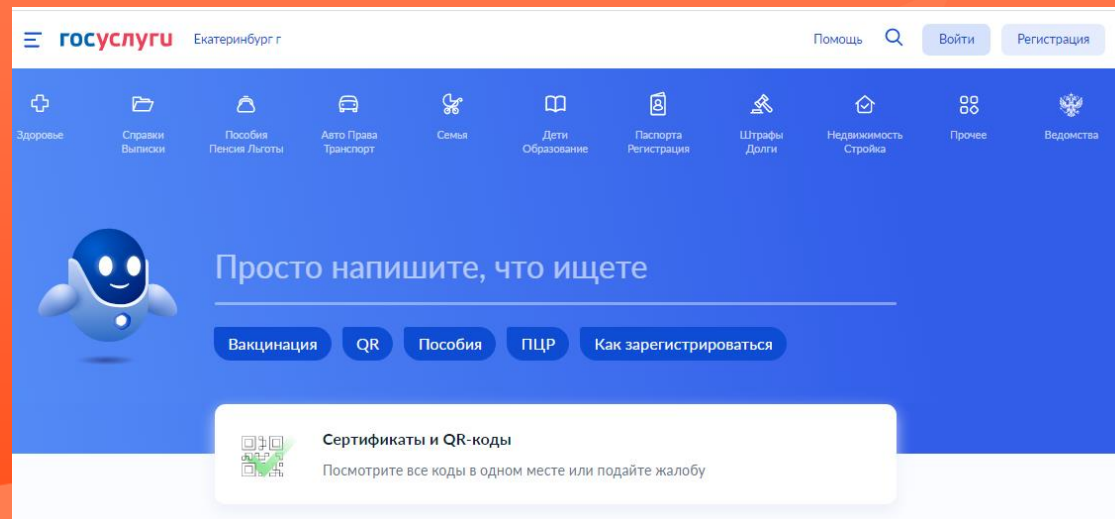 госуслуги Екатеринбург г Помощь Войти Регистрация
Здоровье Справки Пособия Авто Права Семья Дети Паспорта Штрафы Недвижимость Прочее Ведомства
Выписки Пенсия Льготы Транспорт Образование Регистрация Долги Стройка
Просто напишите, что ищете
Вакцинация QR Пособия ПЦР Как зарегистрироваться
Сертификаты и QR-коды
Посмотрите все коды в одном месте или подайте жалобу